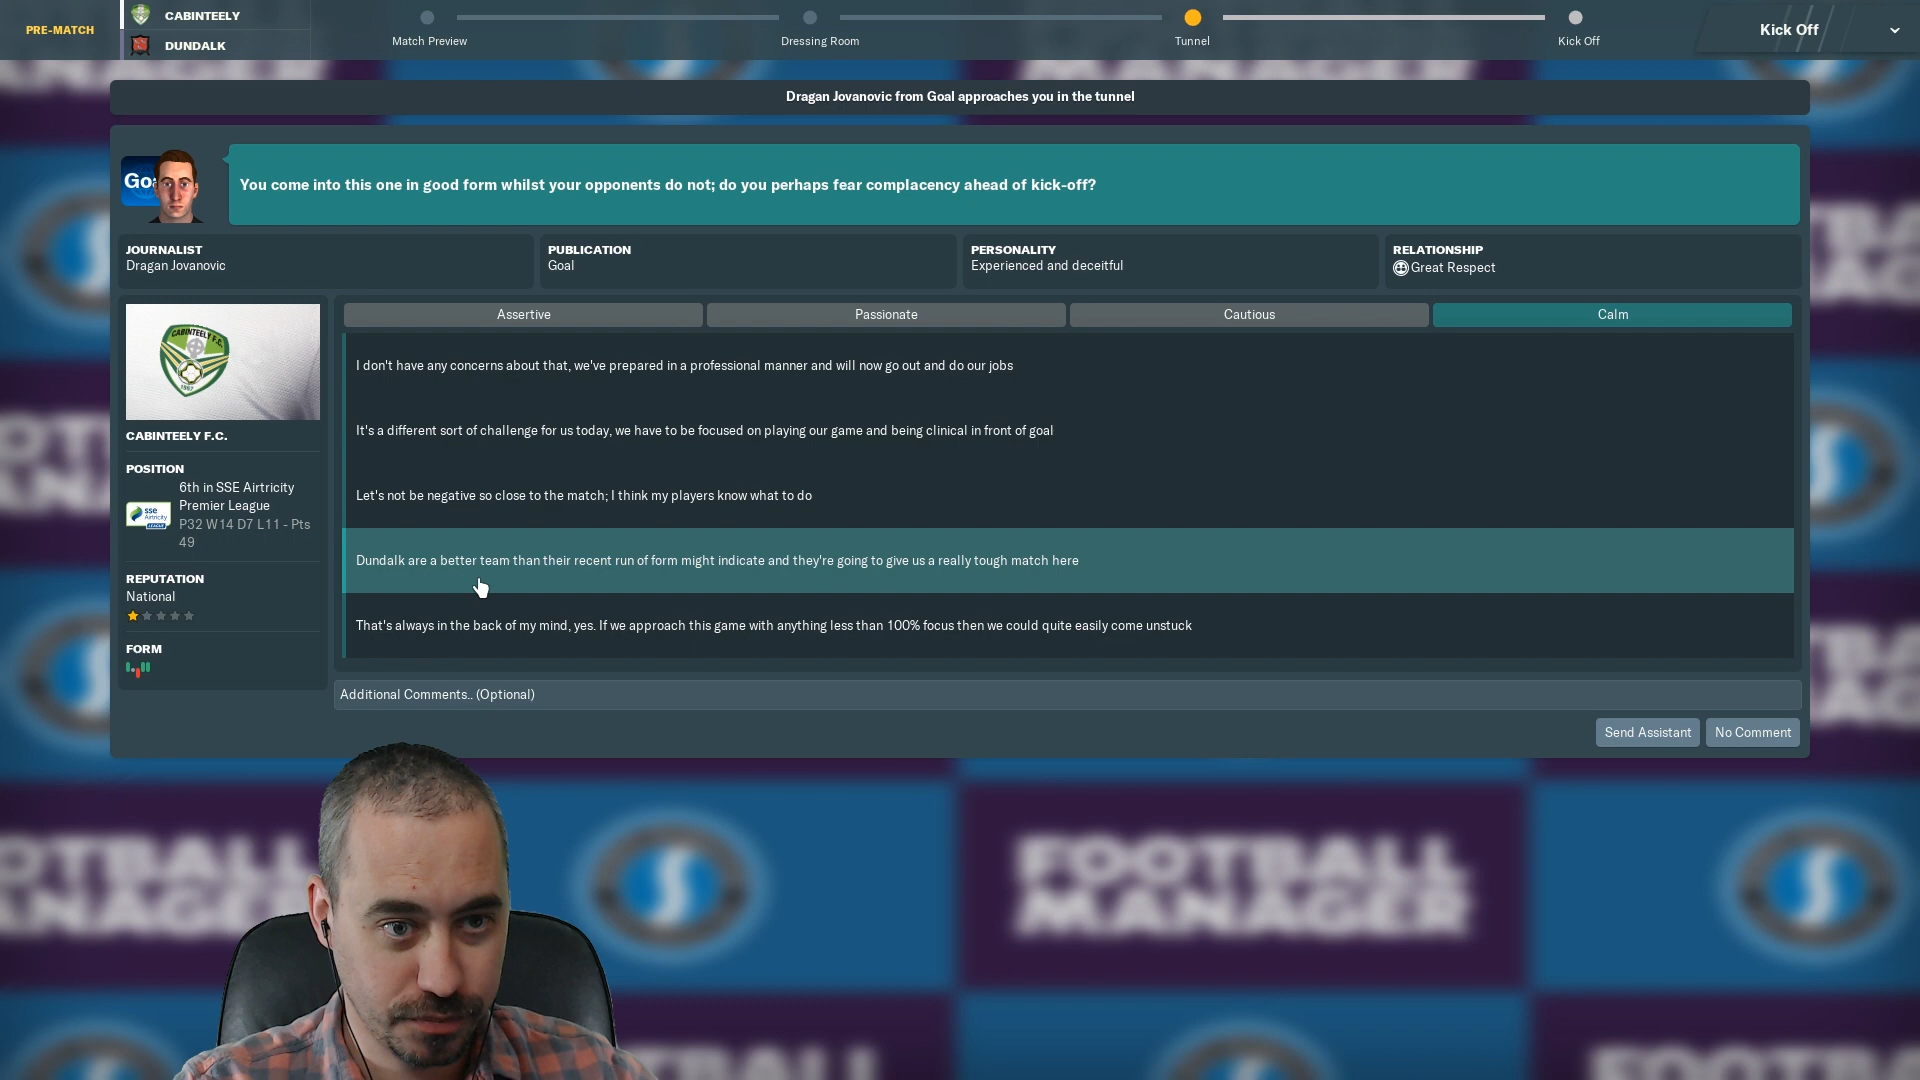 PRE-MATCH
CABINTEELY
DUNDALK
Match Preview
Dressing Room
Tunnel
Kick Off
Kick Off
Dragan Jovanovic from Goal approaches you in the tunnel
You come into this one in good form whilst your opponents do not; do you perhaps fear complacency ahead of kick-off?
JOURNALIST
Dragan Jovanovic
PUBLICATION
Goal
PERSONALITY
Experienced and deceitful
RELATIONSHIP
Great Respect
CABINTEELY F.C.
1967
Assertive
Passionate
Cautious
Calm
I don't have any concerns about that, we've prepared in a professional manner and will now go out and do our jobs
It's a different sort of challenge for us today, we have to be focused on playing our game and being clinical in front of goal
Let's not be negative so close to the match; I think my players know what to do
Dundalk are a better team than their recent run of form might indicate and they're going to give us a really tough match here
That's always in the back of my mind, yes. If we approach this game with anything less than 100% focus then we could quite easily come unstuck
CABINTEELY F.C.
POSITION
sse
Airtricity
LEAGUE
6th in SSE Airtricity
Premier League
P32 W14 D7 L11 - Pts
49
REPUTATION
National
FORM
Additional Comments.. (Optional)
Send Assistant
No Comment
FOOTBALL
MANAGER